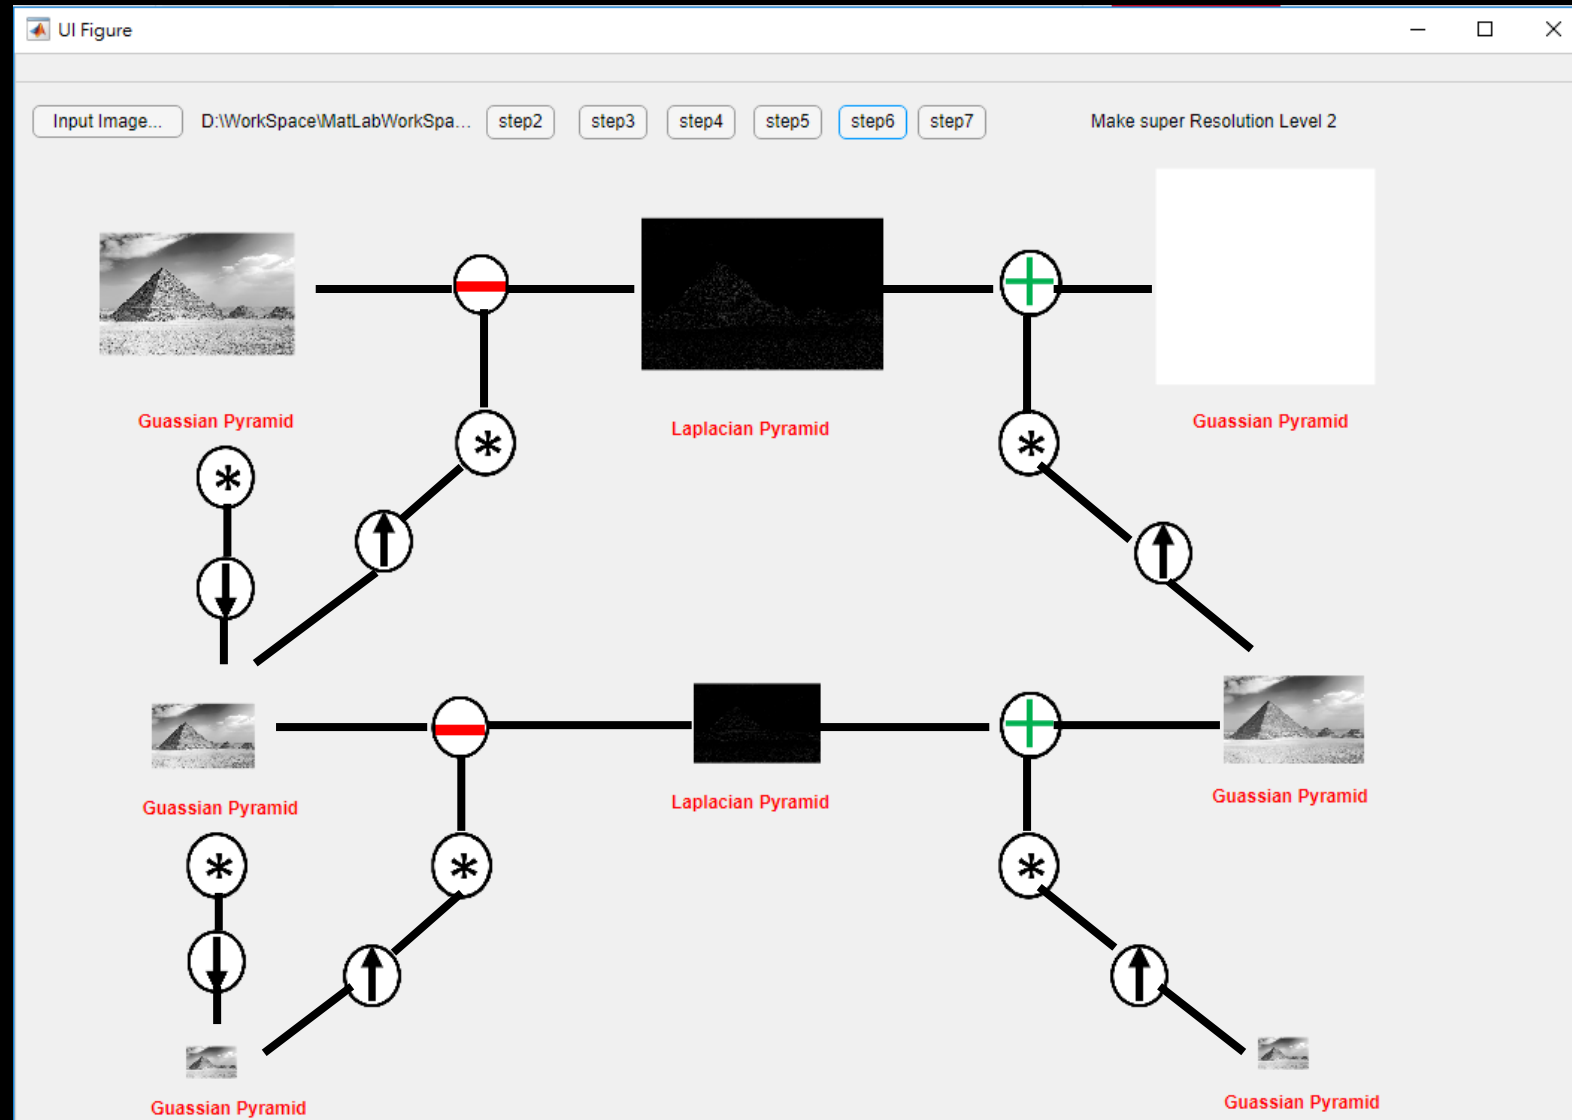 UI Figure
Input Image... D:\WorkSpace\MatLabWorkSpa... step2 step3 step4 step5 step6 step7 Make super Resolution Level 2
Guassian Pyramid
Laplacian Pyramid
Guassian Pyramid
*
*
*
Guassian Pyramid
Laplacian Pyramid
Guassian Pyramid
*
*
*
Guassian Pyramid
Guassian Pyramid